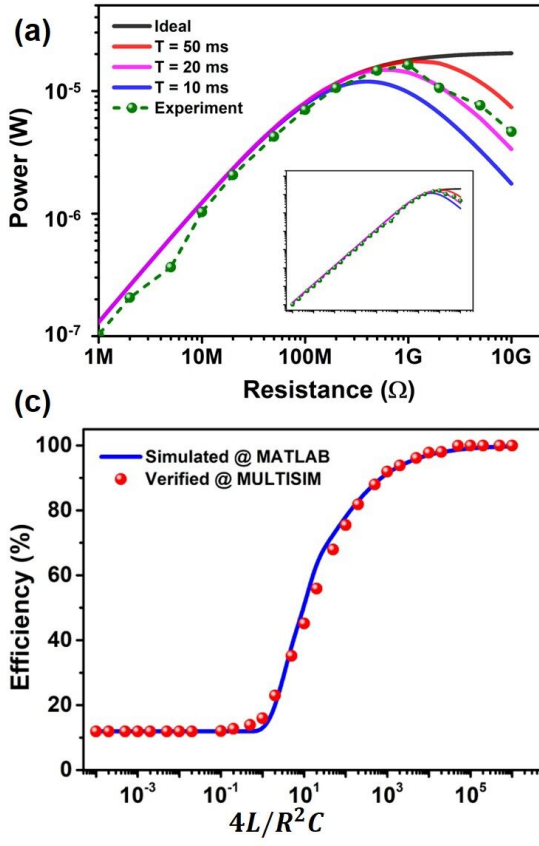 (a)
Ideal
T = 50 ms
T = 20 ms
T = 10 ms
Experiment
Power (W)
10⁻⁵
10⁻⁶
10⁻⁷
1M 10M 100M 1G 10G
Resistance (Ω)
(c)
Simulated @ MATLAB
Verified @ MULTISIM
Efficiency (%)
100
80
60
40
20
0
10⁻³ 10⁻¹ 10¹ 10³ 10⁵
4L/R²C